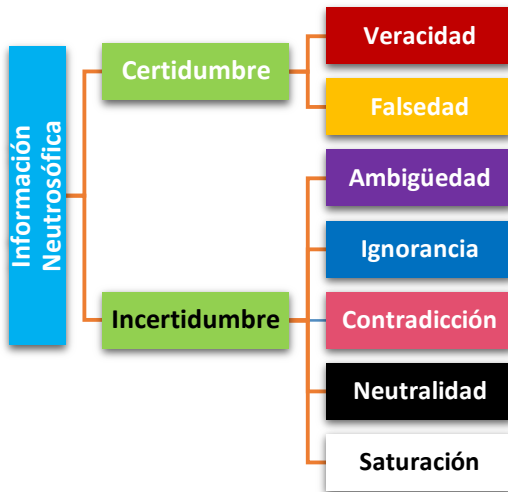 Información
Neutrosófica
Certidumbre
Veracidad
Falsedad
Incertidumbre
Ambigüedad
Ignorancia
Contradicción
Neutralidad
Saturación